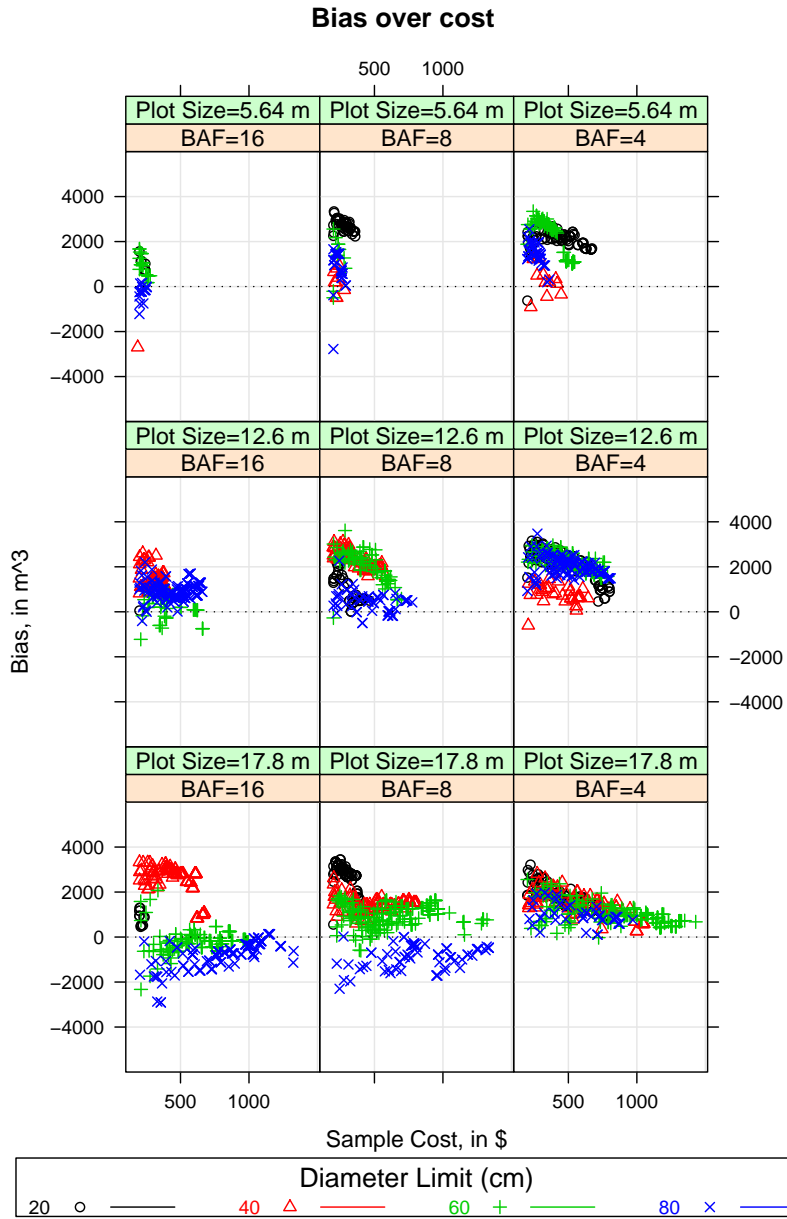 Bias over cost
500 1000
Plot Size=5.64 m Plot Size=5.64 m Plot Size=5.64 m
BAF=16 BAF=8 BAF=4
4000
2000
0
−2000
−4000
Plot Size=12.6 m Plot Size=12.6 m Plot Size=12.6 m
BAF=16 BAF=8 BAF=4
4000
2000
0
−2000
−4000
Bias, in m^3
Plot Size=17.8 m Plot Size=17.8 m Plot Size=17.8 m
BAF=16 BAF=8 BAF=4
4000
2000
0
−2000
−4000
500 1000 500 1000
Sample Cost, in $
Diameter Limit (cm)
20 40 60 80